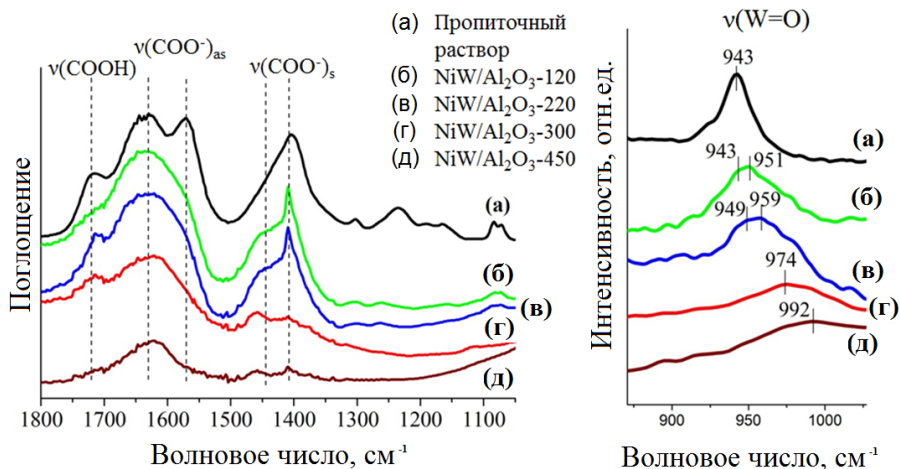 ν(COOH)
ν(COO⁻)as
ν(COO⁻)s
(а) Пропиточный
раствор
(б) NiW/Al₂O₃-120
(в) NiW/Al₂O₃-220
(г) NiW/Al₂O₃-300
(д) NiW/Al₂O₃-450
Поглощение
(а)
(б)
(в)
(г)
(д)
1800 1700 1600 1500 1400 1300 1200 1100
Волновое число, см⁻¹
ν(W=O)
Интенсивность, отн.ед.
943
(а)
943 951
(б)
949 959
(в)
974
(г)
992
(д)
900 950 1000
Волновое число, см⁻¹